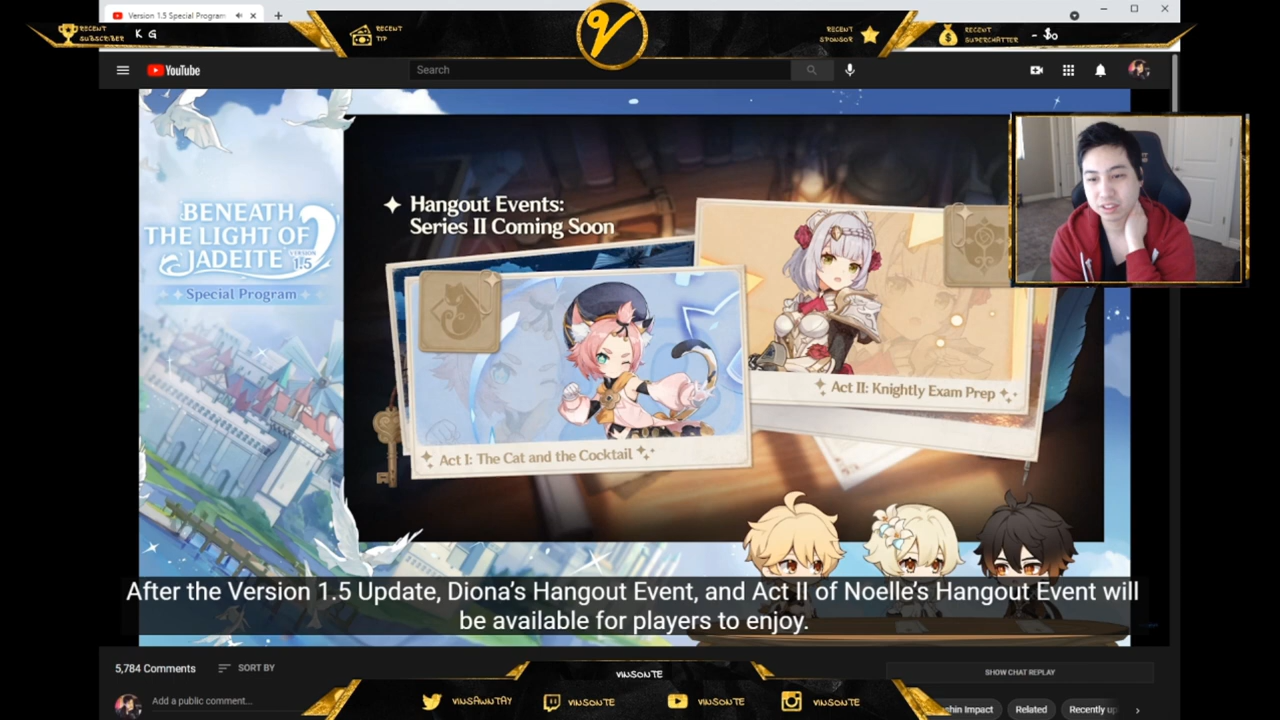 Version 1.5 Special Program
RECENT
SUBSCRIBER
K G
RECENT
TIP
V
RECENT
SPONSOR
RECENT
SUPERCHATTER
YouTube
Search
BENEATH
THE LIGHT OF
JADEITE
VERSION
1.5
Special Program
Hangout Events:
Series II Coming Soon
Act II: Knightly Exam Prep
Act I: The Cat and the Cocktail
After the Version 1.5 Update, Diona's Hangout Event, and Act II of Noelle's Hangout Event will
be available for players to enjoy.
5,784 Comments
SORT BY
SHOW CHAT REPLAY
VINSONTE
Add a public comment...
VINSAWNTAY
VINSONTE
VINSONTE
VINSONTE
shin Impact
Related
Recently up